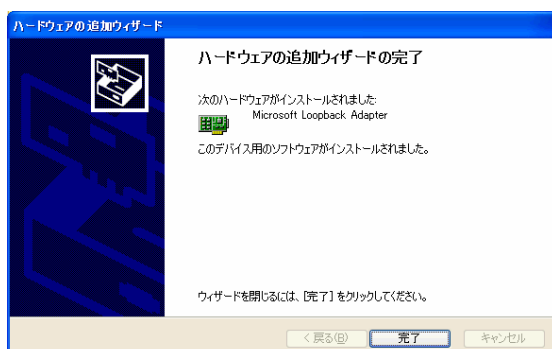 ハードウェアの追加ウィザード
ハードウェアの追加ウィザードの完了
次のハードウェアがインストールされました:
Microsoft Loopback Adapter
このデバイス用のソフトウェアがインストールされました。
ウィザードを閉じるには、[完了] をクリックしてください。
< 戻る(B)
完了
キャンセル